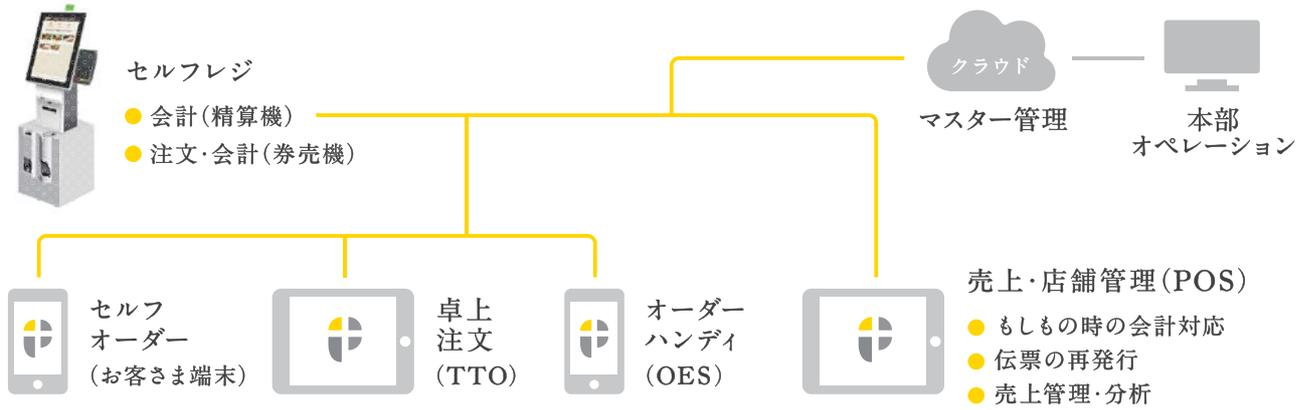 セルフレジ
会計(精算機)
注文・会計(券売機)
クラウド
マスター管理
本部
オペレーション
セルフ
オーダー
(お客さま端末)
卓上
注文
(TTO)
オーダー
ハンディ
(OES)
売上・店舗管理(POS)
もしもの時の会計対応
伝票の再発行
売上管理・分析